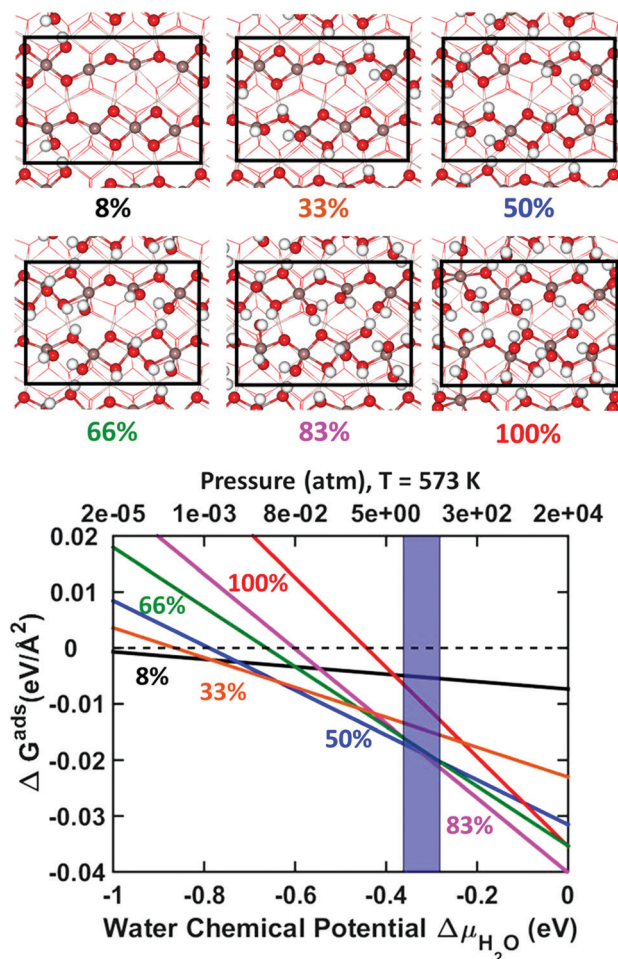 8% 33% 50%
66% 83% 100%
Pressure (atm), T = 573 K
2e-05 1e-03 8e-02 5e+00 3e+02 2e+04
0.02
0.01
0
-0.01
-0.02
-0.03
-0.04
Δ G^ads (eV/Å²)
100%
66%
8%
33%
50%
83%
-1 -0.8 -0.6 -0.4 -0.2 0
Water Chemical Potential Δμ_H₂O (eV)